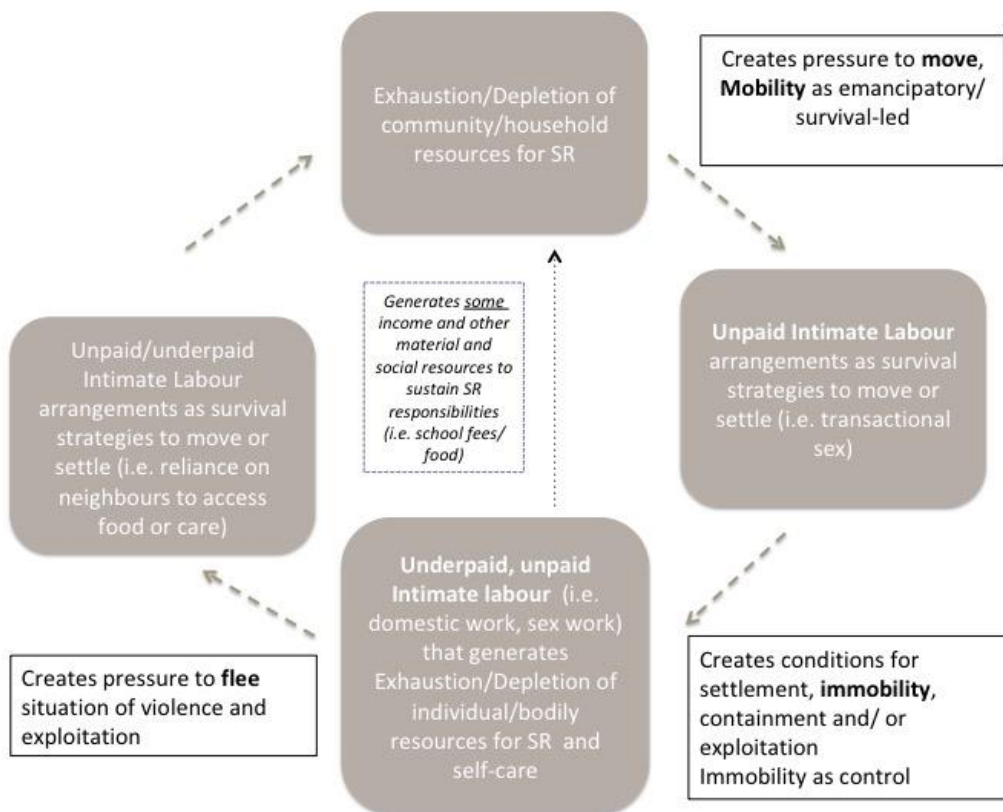 Exhaustion/Depletion of
community/household
resources for SR
Creates pressure to move,
Mobility as emancipatory/
survival-led
Unpaid Intimate Labour
arrangements as survival
strategies to move or
settle (i.e. transactional
sex)
Creates conditions for
settlement, immobility,
containment and/ or
exploitation
Immobility as control
Underpaid, unpaid
Intimate labour (i.e.
domestic work, sex work)
that generates
Exhaustion/Depletion of
individual/bodily
resources for SR and
self-care
Generates some
income and other
material and
social resources to
sustain SR
responsibilities
(i.e. school fees/
food)
Creates pressure to flee
situation of violence and
exploitation
Unpaid/underpaid
Intimate Labour
arrangements as survival
strategies to move or
settle (i.e. reliance on
neighbours to access
food or care)